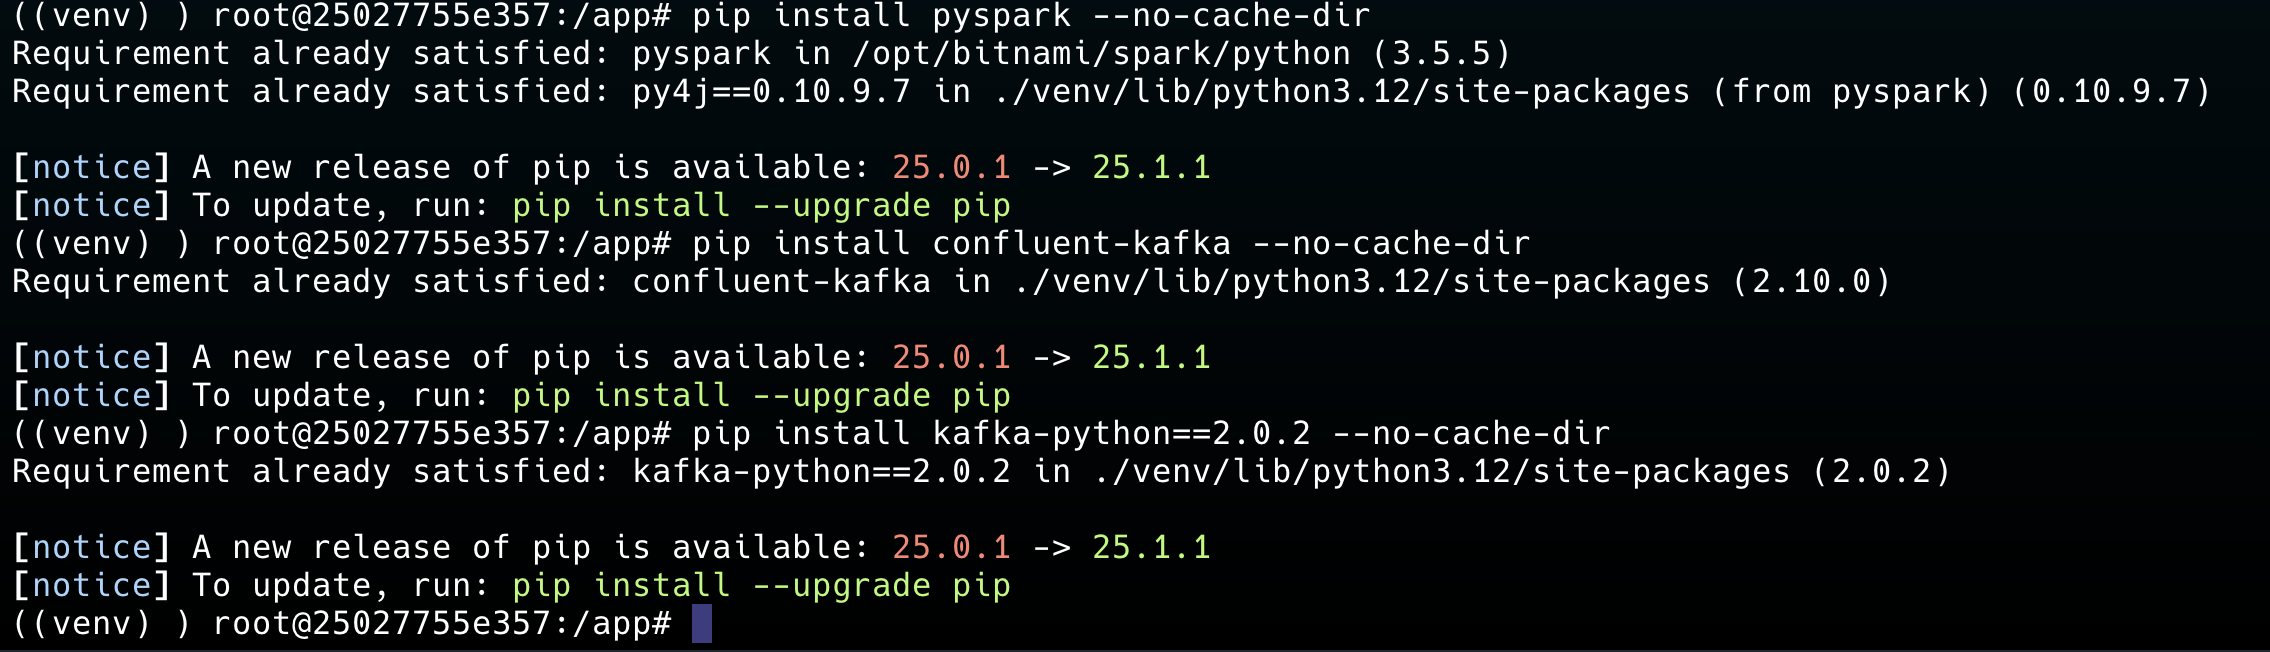 ((venv) ) root@25027755e357:/app# pip install pyspark --no-cache-dir
Requirement already satisfied: pyspark in /opt/bitnami/spark/python (3.5.5)
Requirement already satisfied: py4j==0.10.9.7 in ./venv/lib/python3.12/site-packages (from pyspark) (0.10.9.7)
[notice] A new release of pip is available: 25.0.1 -> 25.1.1
[notice] To update, run: pip install --upgrade pip
((venv) ) root@25027755e357:/app# pip install confluent-kafka --no-cache-dir
Requirement already satisfied: confluent-kafka in ./venv/lib/python3.12/site-packages (2.10.0)
[notice] A new release of pip is available: 25.0.1 -> 25.1.1
[notice] To update, run: pip install --upgrade pip
((venv) ) root@25027755e357:/app# pip install kafka-python==2.0.2 --no-cache-dir
Requirement already satisfied: kafka-python==2.0.2 in ./venv/lib/python3.12/site-packages (2.0.2)
[notice] A new release of pip is available: 25.0.1 -> 25.1.1
[notice] To update, run: pip install --upgrade pip
((venv) ) root@25027755e357:/app#